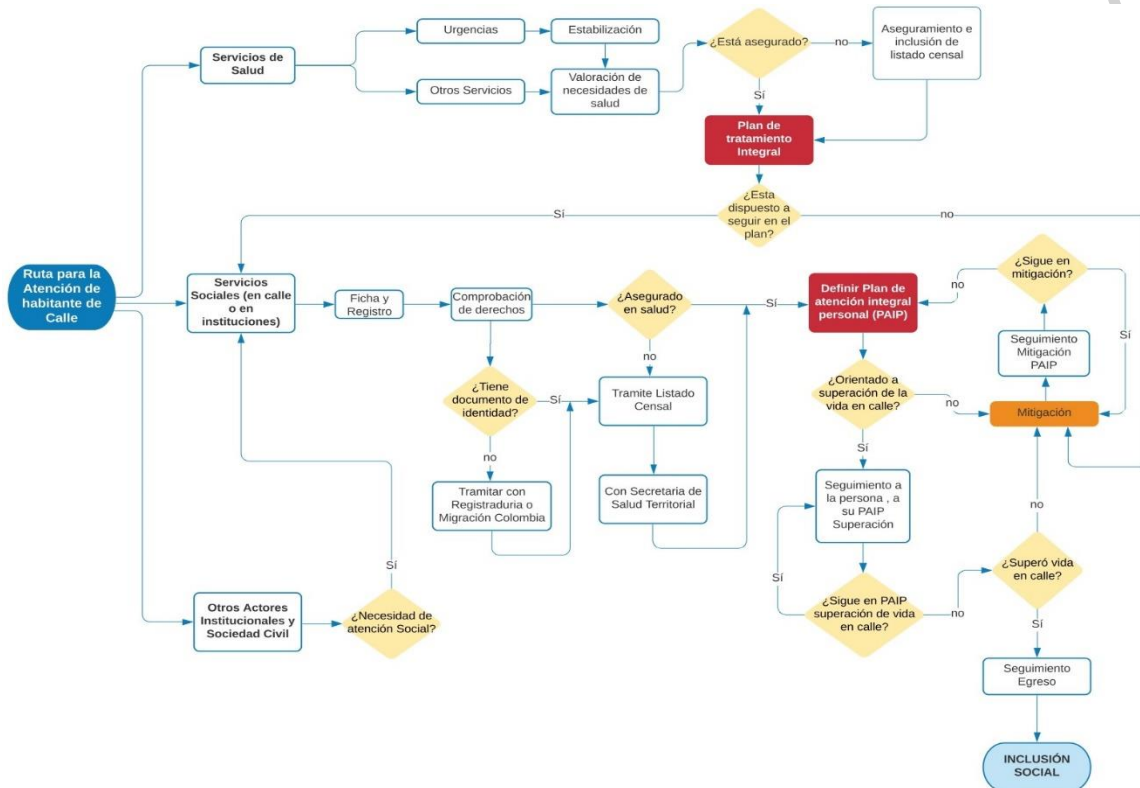 Urgencias
Estabilización
Servicios de
Salud
¿Está asegurado?
no
Aseguramiento e
inclusión de
listado censal
Otros Servicios
Valoración de
necesidades de
salud
Sí
Plan de
tratamiento
Integral
¿Esta
dispuesto a
seguir en el
plan?
Sí
no
Ruta para la
Atención de
habitante de
Calle
Servicios
Sociales (en calle
o en
instituciones)
Ficha y
Registro
Comprobación
de derechos
¿Asegurado
en salud?
Sí
Definir Plan de
atención integral
personal (PAIP)
no
¿Sigue en
mitigación?
Sí
Seguimiento
Mitigación
PAIP
no
¿Tiene
documento de
identidad?
Sí
Tramite Listado
Censal
¿Orientado a
superación de la
vida en calle?
no
Mitigación
no
Sí
Tramitar con
Registraduria o
Migración Colombia
Con Secretaria de
Salud Territorial
Seguimiento a
la persona , a
su PAIP
Superación
no
Sí
Otros Actores
Institucionales y
Sociedad Civil
¿Necesidad de
atención Social?
Sí
¿Sigue en PAIP
superación de vida
en calle?
no
¿Superó vida
en calle?
Sí
Seguimiento
Egreso
INCLUSIÓN
SOCIAL